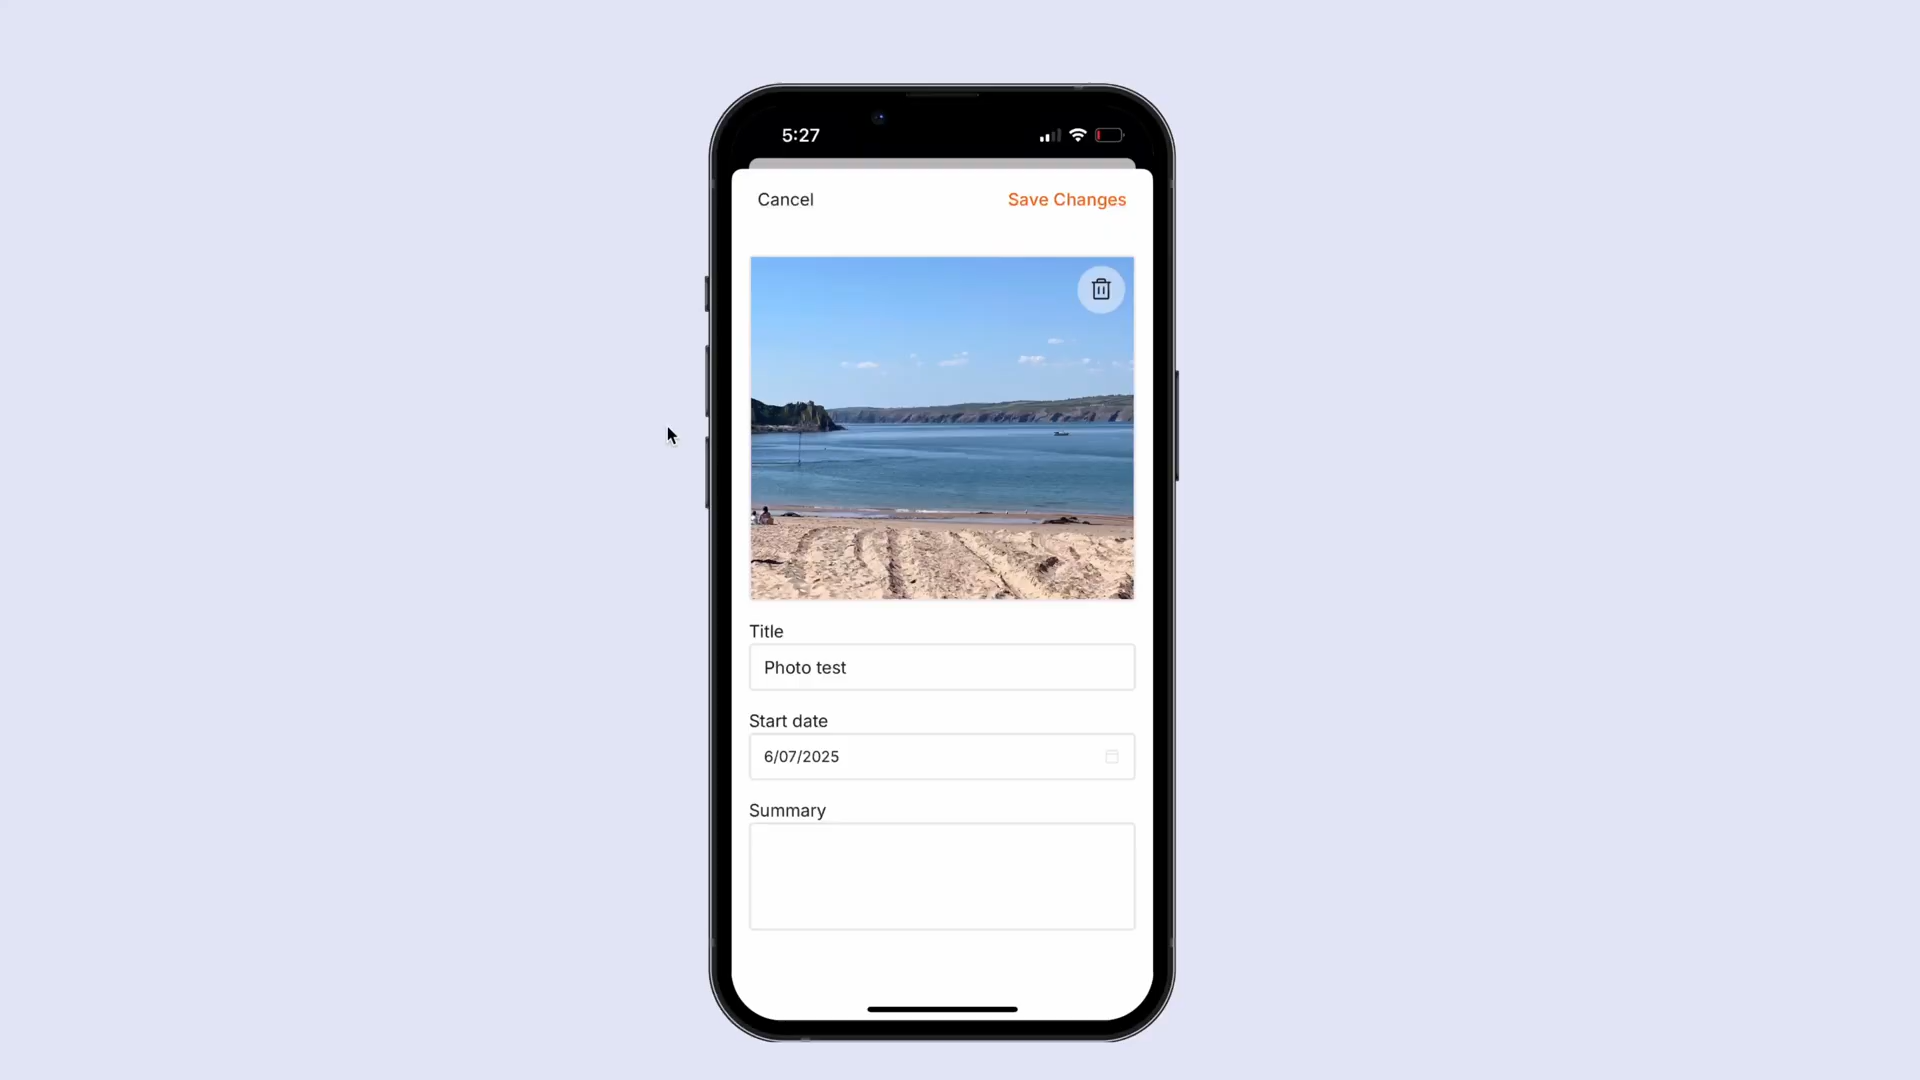 5:27
Cancel
Save Changes
Title
Photo test
Start date
6/07/2025
Summary